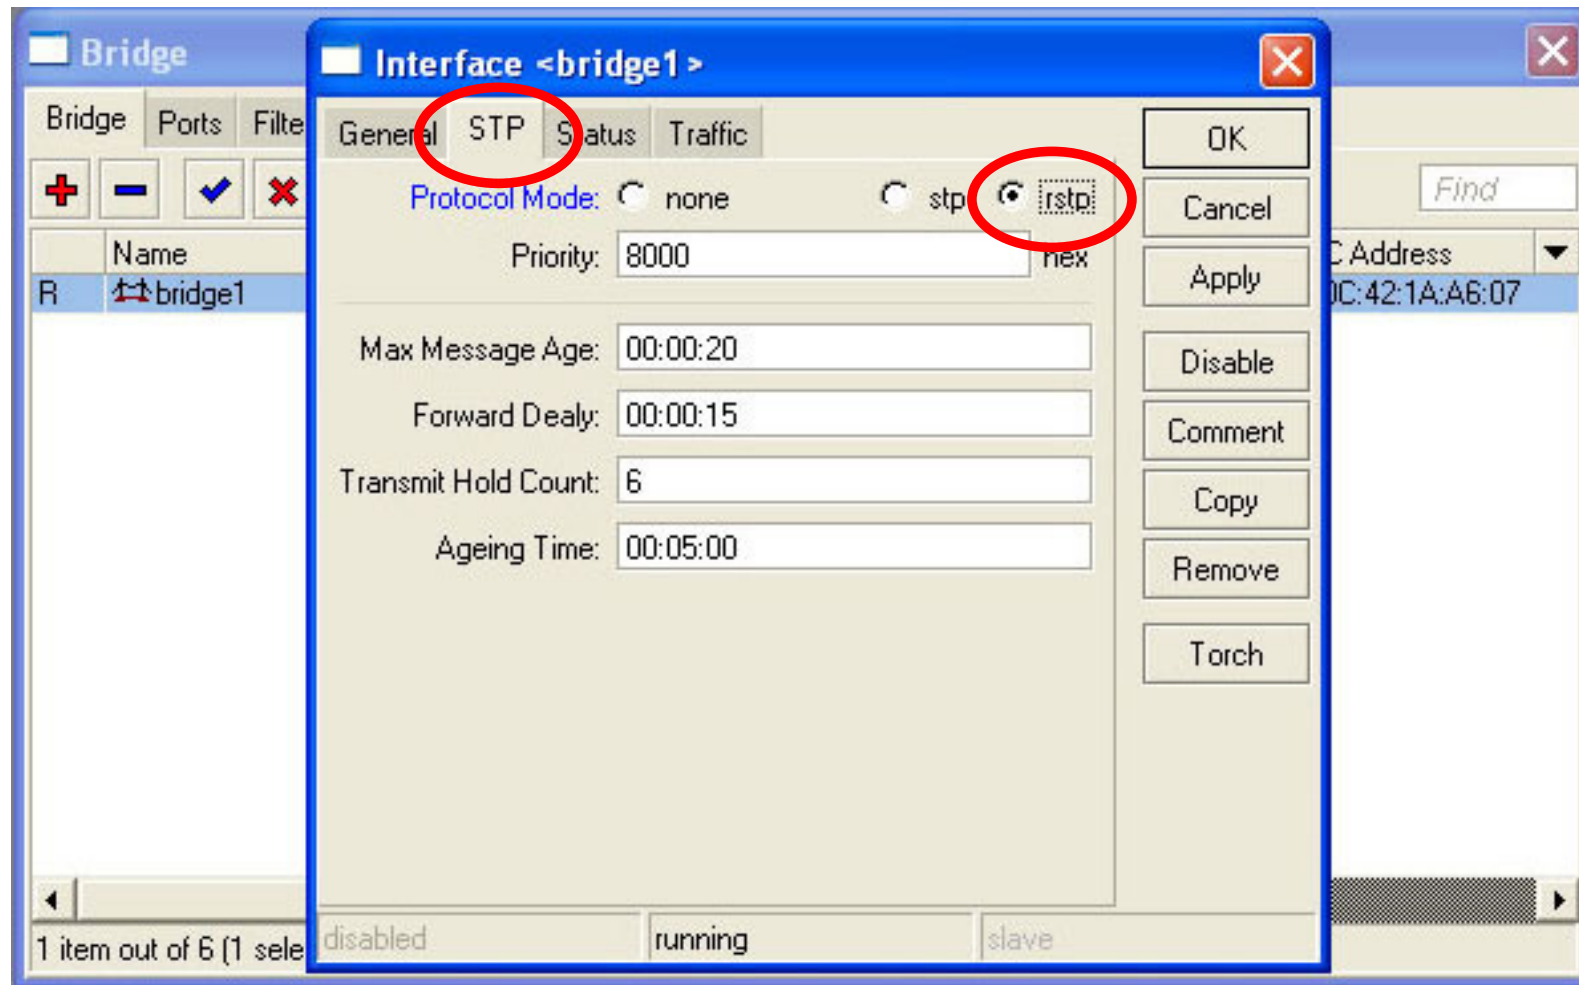 Bridge
Bridge Ports Filte
Find
Name
C Address
R bridge1
0C:42:1A:A6:07
1 item out of 6 (1 sele
Interface <bridge1>
General STP Status Traffic
Protocol Mode: none stp rstp
Priority: 8000 hex
Max Message Age: 00:00:20
Forward Dealy: 00:00:15
Transmit Hold Count: 6
Ageing Time: 00:05:00
OK
Cancel
Apply
Disable
Comment
Copy
Remove
Torch
disabled running slave